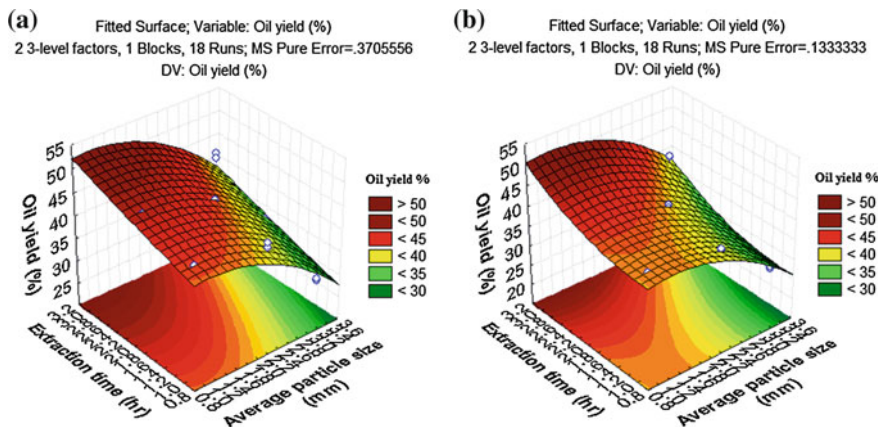 (a)
Fitted Surface; Variable: Oil yield (%)
2 3-level factors, 1 Blocks, 18 Runs; MS Pure Error=.3705556
DV: Oil yield (%)
55
50
45
40
35
30
25
Oil yield (%)
Extraction time (hr)
Average particle size
(mm)
Oil yield %
> 50
< 50
< 45
< 40
< 35
< 30
(b)
Fitted Surface; Variable: Oil yield (%)
2 3-level factors, 1 Blocks, 18 Runs; MS Pure Error=.1333333
DV: Oil yield (%)
55
50
45
40
35
30
25
20
Oil yield (%)
Extraction time (hr)
Average particle size
(mm)
Oil yield %
> 50
< 50
< 45
< 40
< 35
< 30